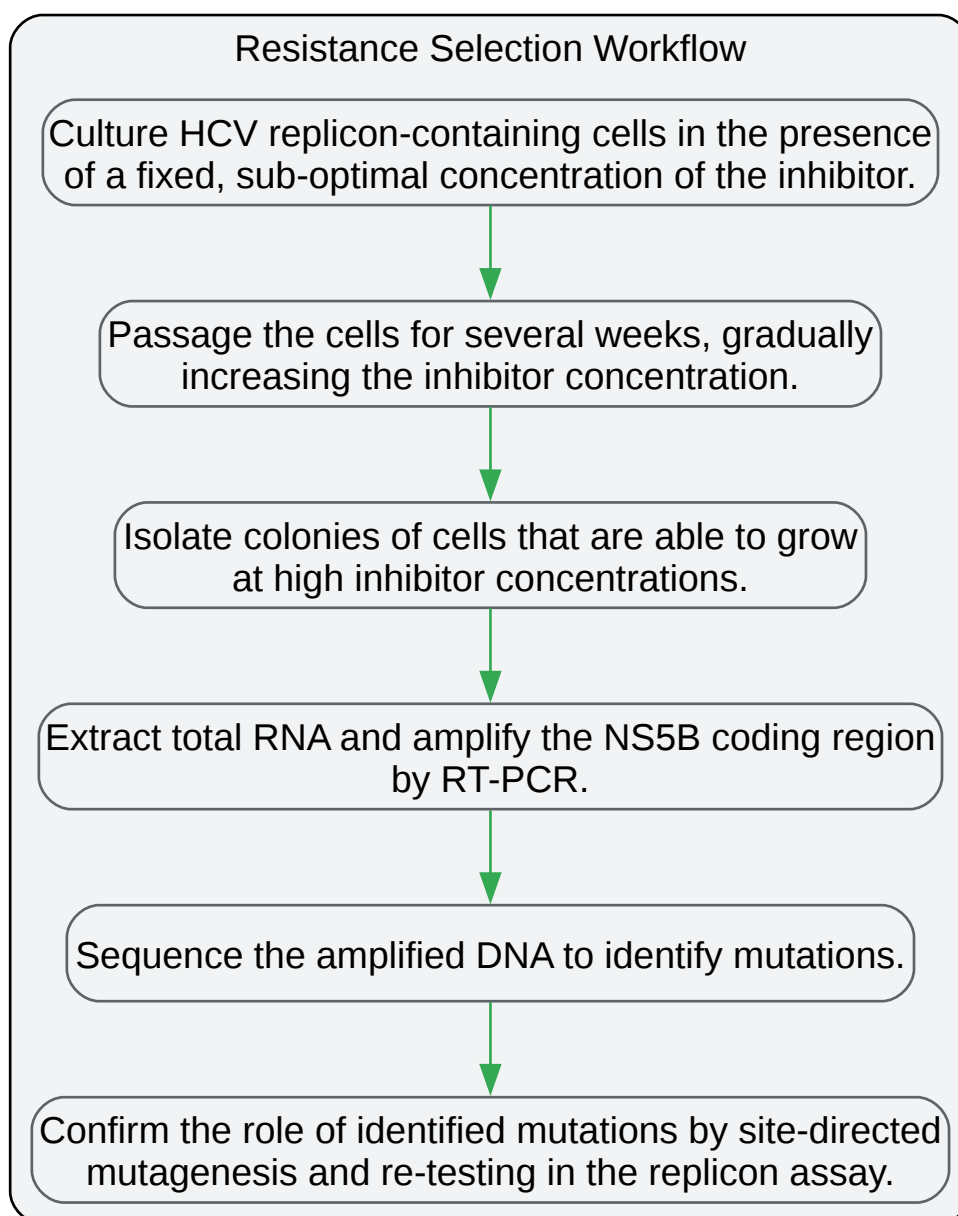 Resistance Selection Workflow
Culture HCV replicon-containing cells in the presence
of a fixed, sub-optimal concentration of the inhibitor.
Passage the cells for several weeks, gradually
increasing the inhibitor concentration.
Isolate colonies of cells that are able to grow
at high inhibitor concentrations.
Extract total RNA and amplify the NS5B coding region
by RT-PCR.
Sequence the amplified DNA to identify mutations.
Confirm the role of identified mutations by site-directed
mutagenesis and re-testing in the replicon assay.